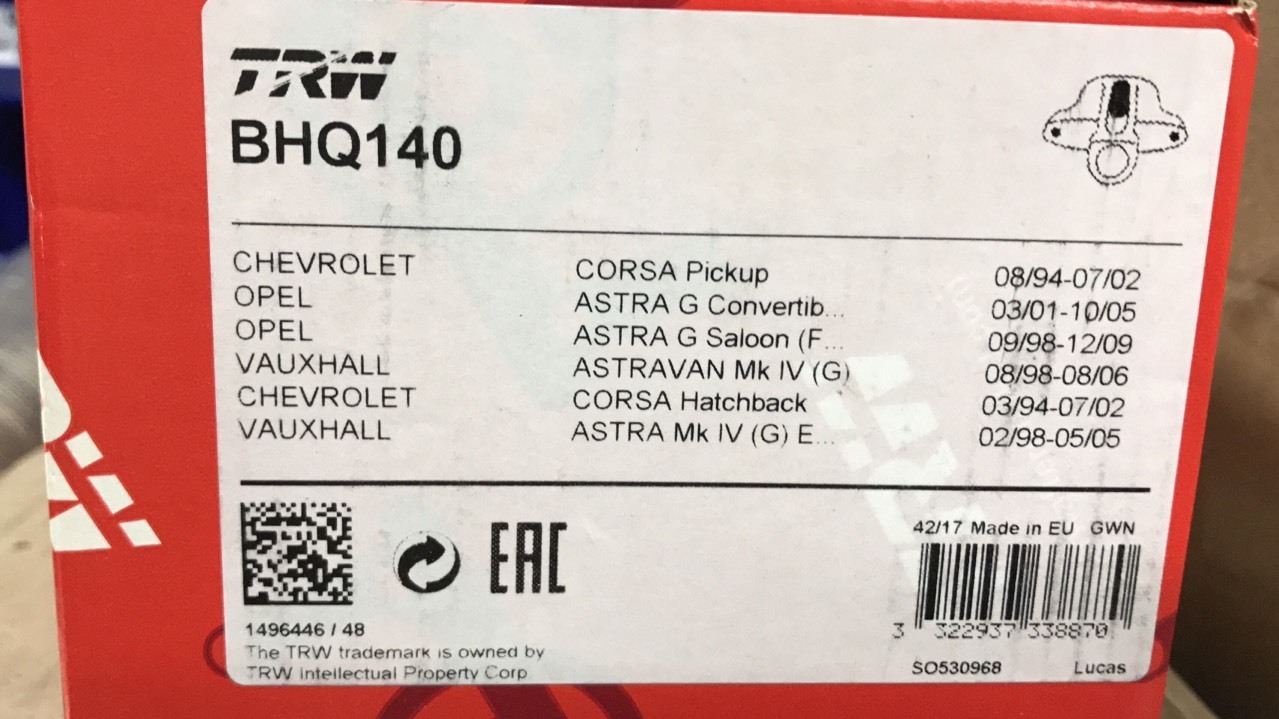 TRW
BHQ140
CHEVROLET CORSA Pickup 08/94-07/02
OPEL ASTRA G Convertib... 03/01-10/05
OPEL ASTRA G Saloon (F... 09/98-12/09
VAUXHALL ASTRAVAN Mk IV (G) 08/98-08/06
CHEVROLET CORSA Hatchback 03/94-07/02
VAUXHALL ASTRA Mk IV (G) E... 02/98-05/05
42/17 Made in EU GWN
EAC
1496446 / 48
3 322937 338870
The TRW trademark is owned by
TRW Intellectual Property Corp
SO530968 Lucas